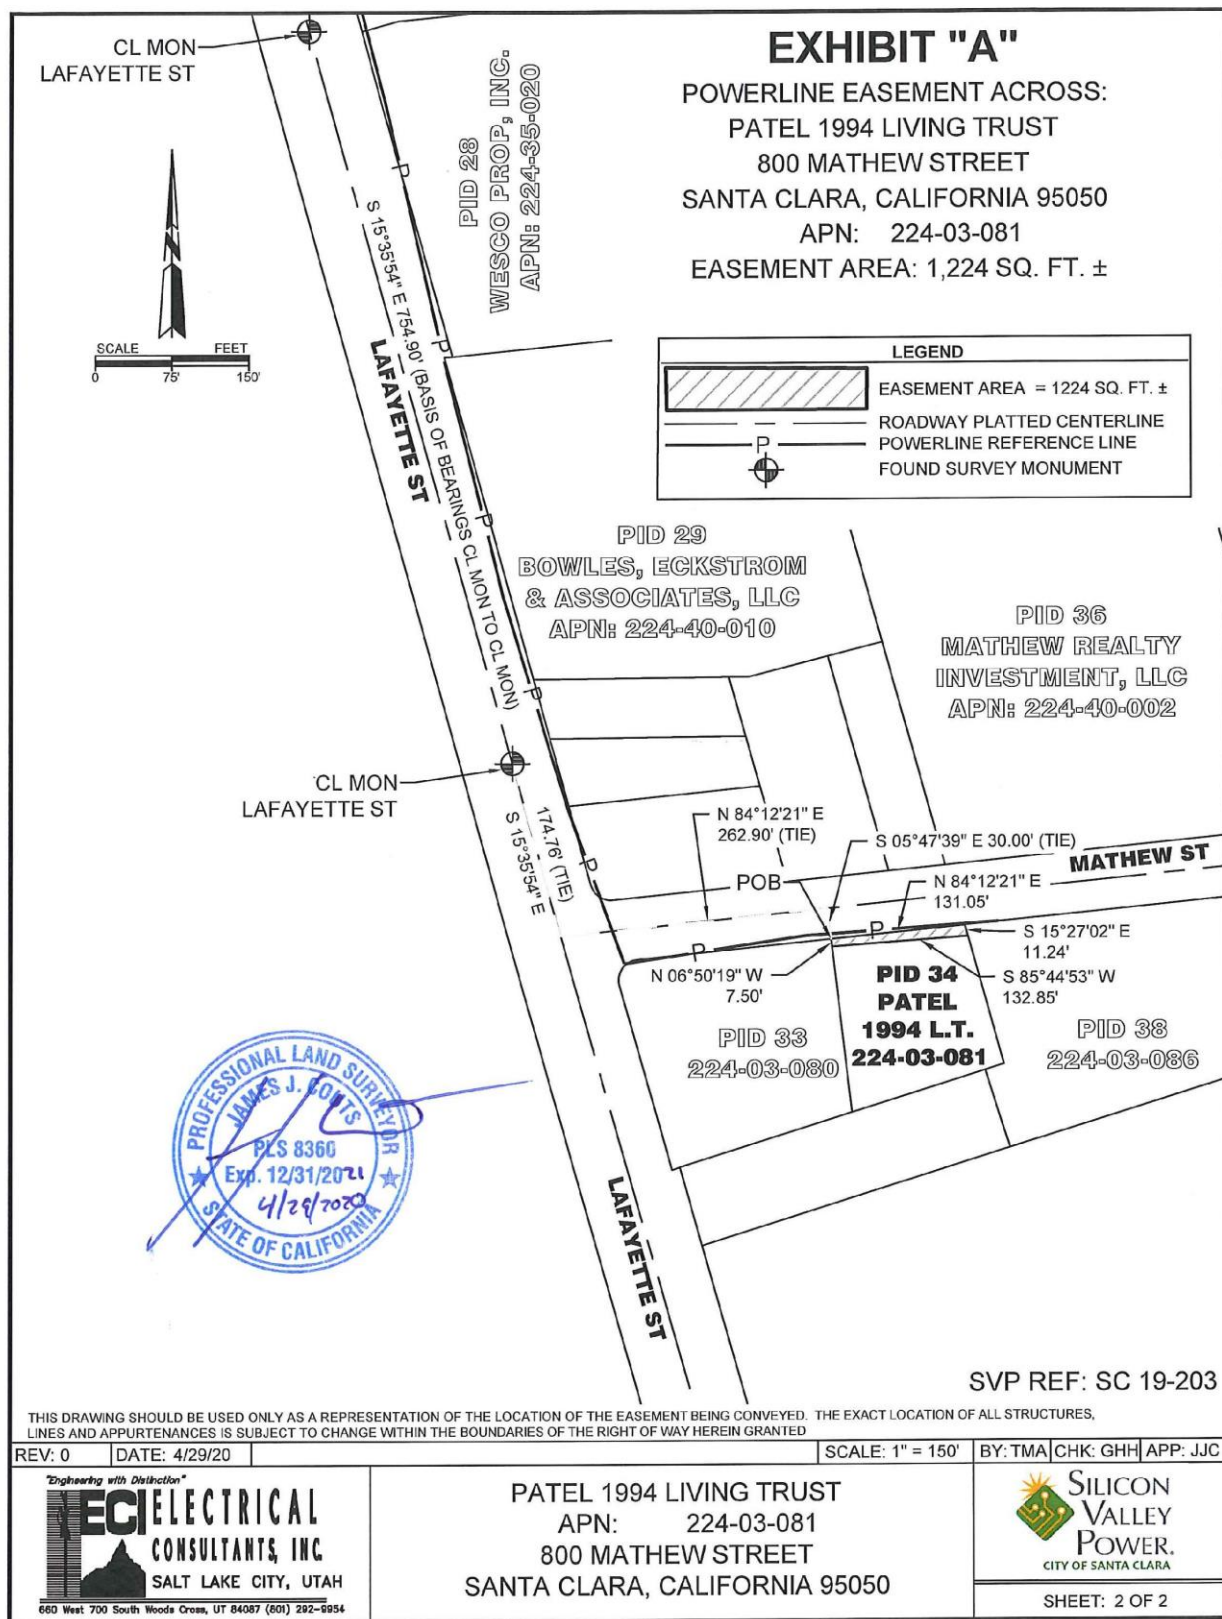 EXHIBIT "A"
POWERLINE EASEMENT ACROSS:
PATEL 1994 LIVING TRUST
800 MATHEW STREET
SANTA CLARA, CALIFORNIA 95050
APN: 224-03-081
EASEMENT AREA: 1,224 SQ. FT. ±
CL MON
LAFAYETTE ST
PID 28
WESCO PROP, INC.
APN: 224-35-020
N
SCALE FEET
0 75' 150'
S 15°35'54" E 754.90' (BASIS OF BEARINGS CL MON TO CL MON)
LAFAYETTE ST
P
P
P
P
LEGEND
EASEMENT AREA = 1224 SQ. FT. ±
ROADWAY PLATTED CENTERLINE
P POWERLINE REFERENCE LINE
FOUND SURVEY MONUMENT
PID 29
BOWLES, ECKSTROM
& ASSOCIATES, LLC
APN: 224-40-010
PID 36
MATHEW REALTY
INVESTMENT, LLC
APN: 224-40-002
CL MON
LAFAYETTE ST
174.76' (TIE)
S 15°35'54" E
P
N 84°12'21" E
262.90' (TIE)
S 05°47'39" E 30.00' (TIE)
MATHEW ST
POB
N 84°12'21" E
131.05'
P
P
S 15°27'02" E
11.24'
N 06°50'19" W
7.50'
S 85°44'53" W
132.85'
PID 34
PATEL
1994 L.T.
224-03-081
PID 33
224-03-080
PID 38
224-03-086
PROFESSIONAL LAND SURVEYOR
JAMES J. COUTS
PLS 8360
Exp. 12/31/2021
4/29/2020
STATE OF CALIFORNIA
LAFAYETTE ST
SVP REF: SC 19-203
THIS DRAWING SHOULD BE USED ONLY AS A REPRESENTATION OF THE LOCATION OF THE EASEMENT BEING CONVEYED. THE EXACT LOCATION OF ALL STRUCTURES,
LINES AND APPURTENANCES IS SUBJECT TO CHANGE WITHIN THE BOUNDARIES OF THE RIGHT OF WAY HEREIN GRANTED
REV: 0 DATE: 4/29/20 SCALE: 1" = 150' BY: TMA CHK: GHH APP: JJC
"Engineering with Distinction"
ECI ELECTRICAL
CONSULTANTS, INC.
SALT LAKE CITY, UTAH
660 West 700 South Woods Cross, UT 84087 (801) 292-9954
PATEL 1994 LIVING TRUST
APN: 224-03-081
800 MATHEW STREET
SANTA CLARA, CALIFORNIA 95050
SILICON
VALLEY
POWER.
CITY OF SANTA CLARA
SHEET: 2 OF 2